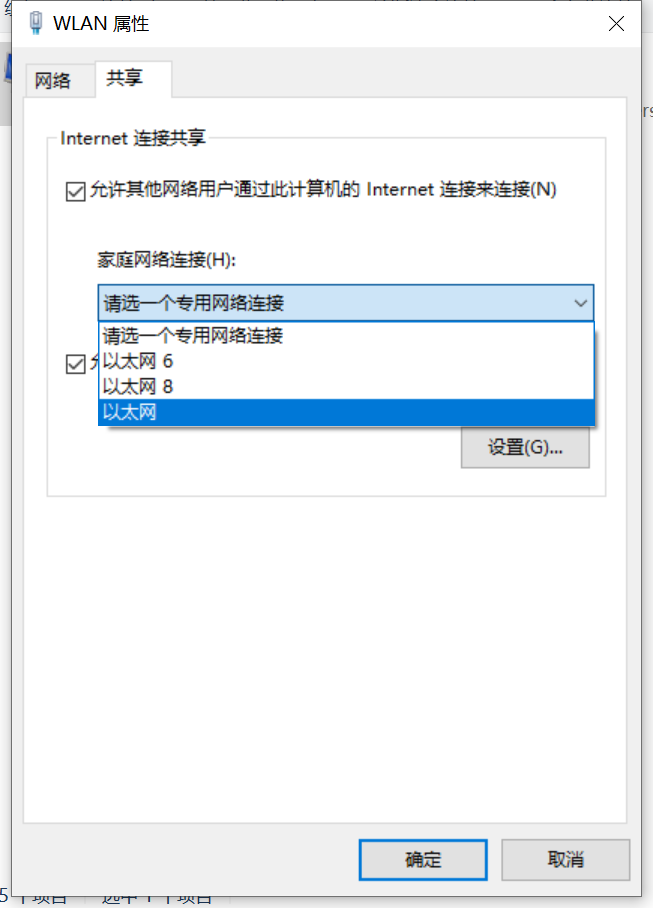 WLAN 属性
网络
共享
Internet 连接共享
允许其他网络用户通过此计算机的 Internet 连接来连接(N)
家庭网络连接(H):
请选一个专用网络连接
请选一个专用网络连接
以太网 6
以太网 8
以太网
设置(G)...
确定
取消
5 个项目
选中 1 个项目